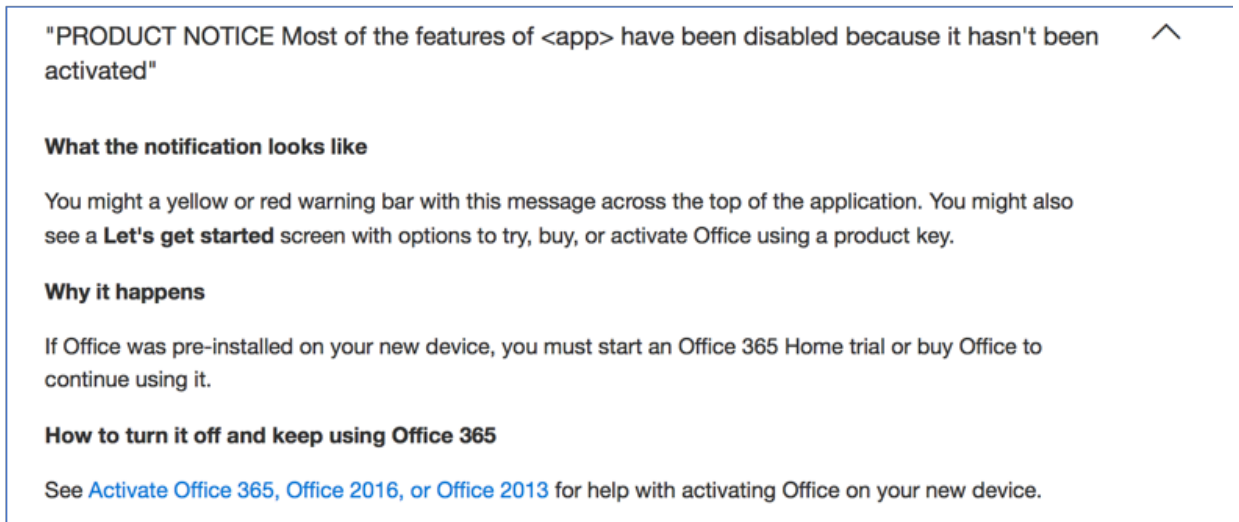 "PRODUCT NOTICE Most of the features of <app> have been disabled because it hasn't been
activated"
What the notification looks like
You might a yellow or red warning bar with this message across the top of the application. You might also
see a Let's get started screen with options to try, buy, or activate Office using a product key.
Why it happens
If Office was pre-installed on your new device, you must start an Office 365 Home trial or buy Office to
continue using it.
How to turn it off and keep using Office 365
See Activate Office 365, Office 2016, or Office 2013 for help with activating Office on your new device.